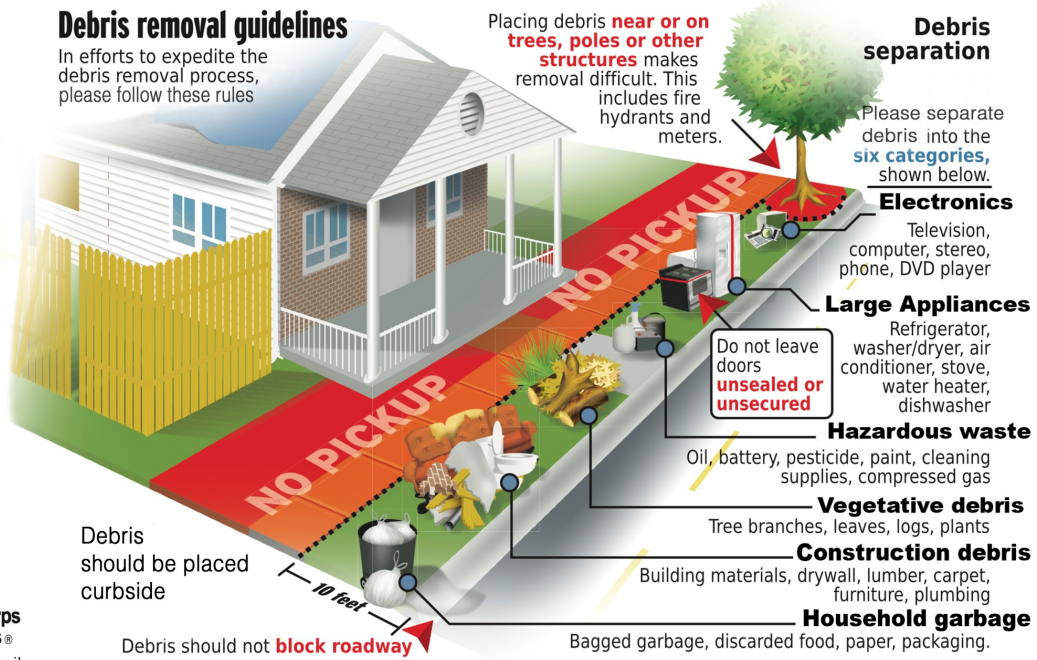 Debris removal guidelines
In efforts to expedite the
debris removal process,
please follow these rules
Placing debris near or on
trees, poles or other
structures makes
removal difficult. This
includes fire
hydrants and
meters.
Debris
separation
Please separate
debris into the
six categories,
shown below.
Electronics
Television,
computer, stereo,
phone, DVD player
Large Appliances
Refrigerator,
washer/dryer, air
conditioner, stove,
water heater,
dishwasher
Do not leave
doors
unsealed or
unsecured
Hazardous waste
Oil, battery, pesticide, paint, cleaning
supplies, compressed gas
Vegetative debris
Tree branches, leaves, logs, plants
Construction debris
Building materials, drywall, lumber, carpet,
furniture, plumbing
Household garbage
Bagged garbage, discarded food, paper, packaging.
NO PICKUP
NO PICKUP
Debris
should be placed
curbside
10 feet
Debris should not block roadway
rps
®